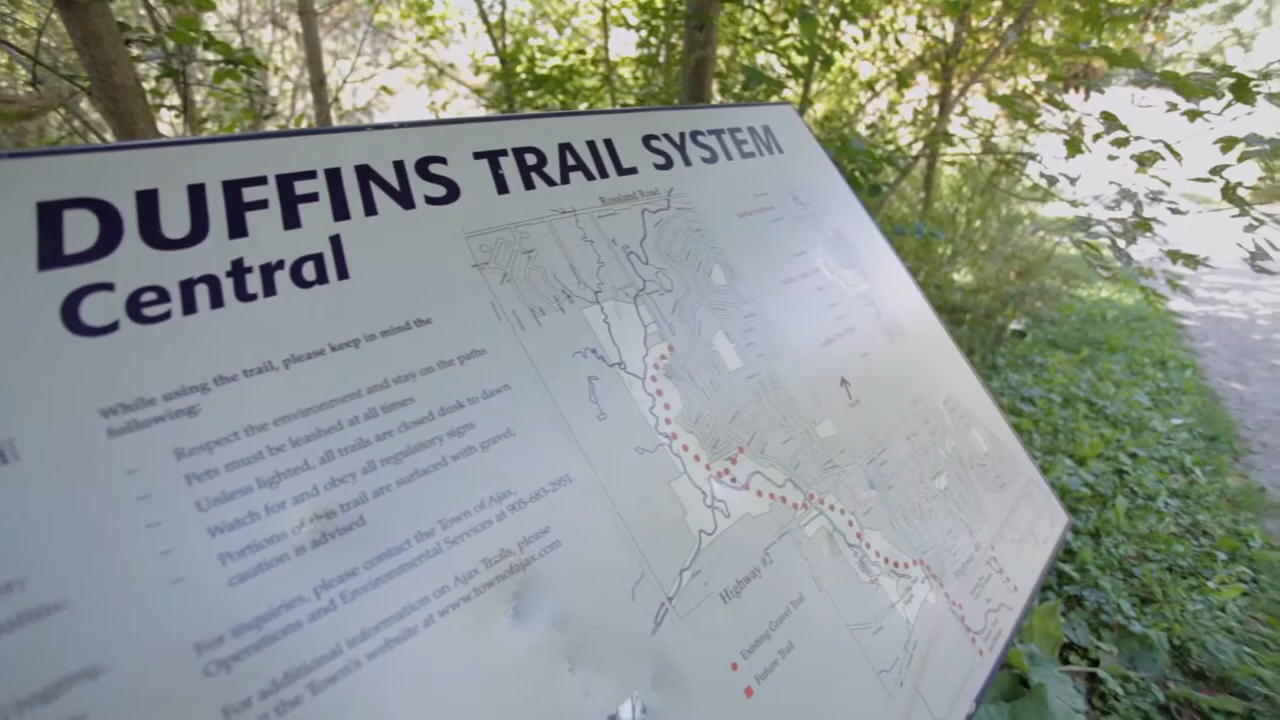 DUFFINS TRAIL SYSTEM
Central
While using the trail, please keep in mind the
following:
– Respect the environment and stay on the paths
– Pets must be leashed at all times
– Unless lighted, all trails are closed dusk to dawn
– Watch for and obey all regulatory signs
– Portions of this trail are surfaced with gravel;
caution is advised
For inquiries, please contact the Town of Ajax,
Operations and Environmental Services at 905-683-2951.
For additional information on Ajax Trails, please
the Town's website at www.townofajax.com
Rossland Road
Highway #2
Existing Gravel Trail
Future Trail